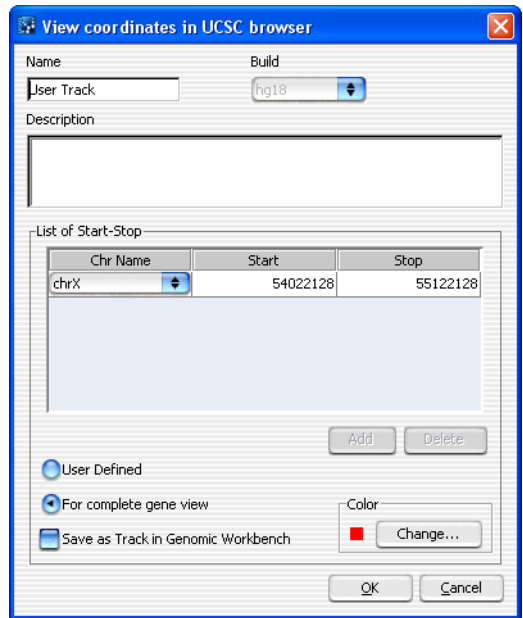 View coordinates in UCSC browser
Name Build
User Track hg18
Description
List of Start-Stop
Chr Name Start Stop
chrX 54022128 55122128
Add Delete
User Defined
For complete gene view
Color
Save as Track in Genomic Workbench Change...
OK Cancel